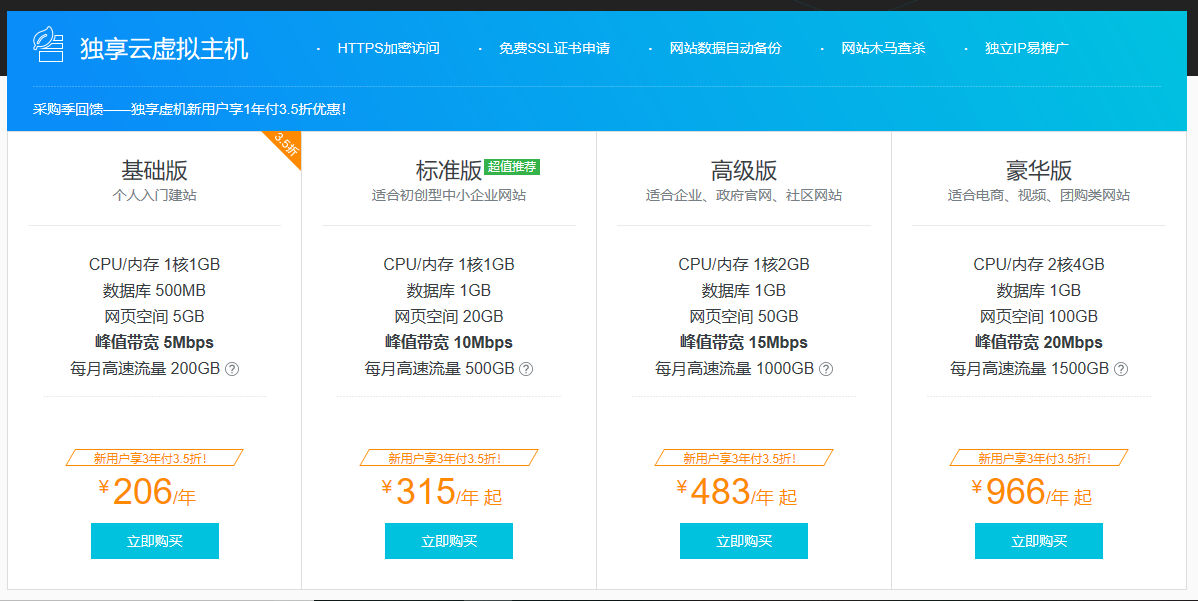 独享云虚拟主机
· HTTPS加密访问 · 免费SSL证书申请 · 网站数据自动备份 · 网站木马查杀 · 独立IP易推广
采购季回馈——独享虚机新用户享1年付3.5折优惠！
3.5折
基础版
个人入门建站
CPU/内存 1核1GB
数据库 500MB
网页空间 5GB
峰值带宽 5Mbps
每月高速流量 200GB ?
新用户享3年付3.5折！
¥206/年
立即购买
标准版 超值推荐
适合初创型中小企业网站
CPU/内存 1核1GB
数据库 1GB
网页空间 20GB
峰值带宽 10Mbps
每月高速流量 500GB ?
新用户享3年付3.5折！
¥315/年 起
立即购买
高级版
适合企业、政府官网、社区网站
CPU/内存 1核2GB
数据库 1GB
网页空间 50GB
峰值带宽 15Mbps
每月高速流量 1000GB ?
新用户享3年付3.5折！
¥483/年 起
立即购买
豪华版
适合电商、视频、团购类网站
CPU/内存 2核4GB
数据库 1GB
网页空间 100GB
峰值带宽 20Mbps
每月高速流量 1500GB ?
新用户享3年付3.5折！
¥966/年 起
立即购买